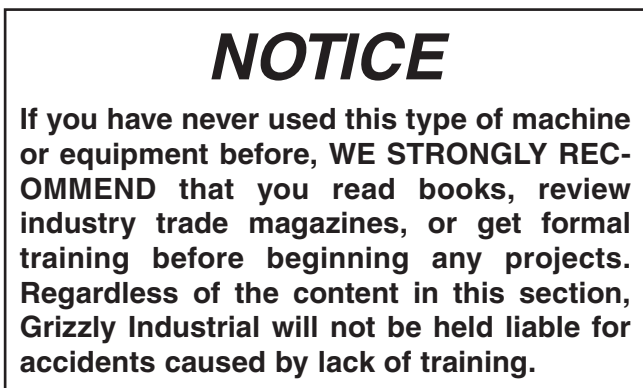 NOTICE
If you have never used this type of machine
or equipment before, WE STRONGLY REC-
OMMEND that you read books, review
industry trade magazines, or get formal
training before beginning any projects.
Regardless of the content in this section,
Grizzly Industrial will not be held liable for
accidents caused by lack of training.